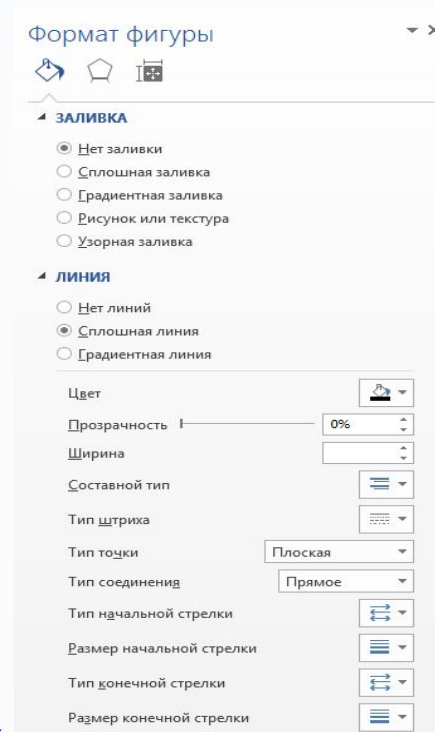 Формат фигуры
ЗАЛИВКА
Нет заливки
Сплошная заливка
Градиентная заливка
Рисунок или текстура
Узорная заливка
ЛИНИЯ
Нет линий
Сплошная линия
Градиентная линия
Цвет
Прозрачность 0%
Ширина
Составной тип
Тип штриха
Тип точки Плоская
Тип соединения Прямое
Тип начальной стрелки
Размер начальной стрелки
Тип конечной стрелки
Размер конечной стрелки